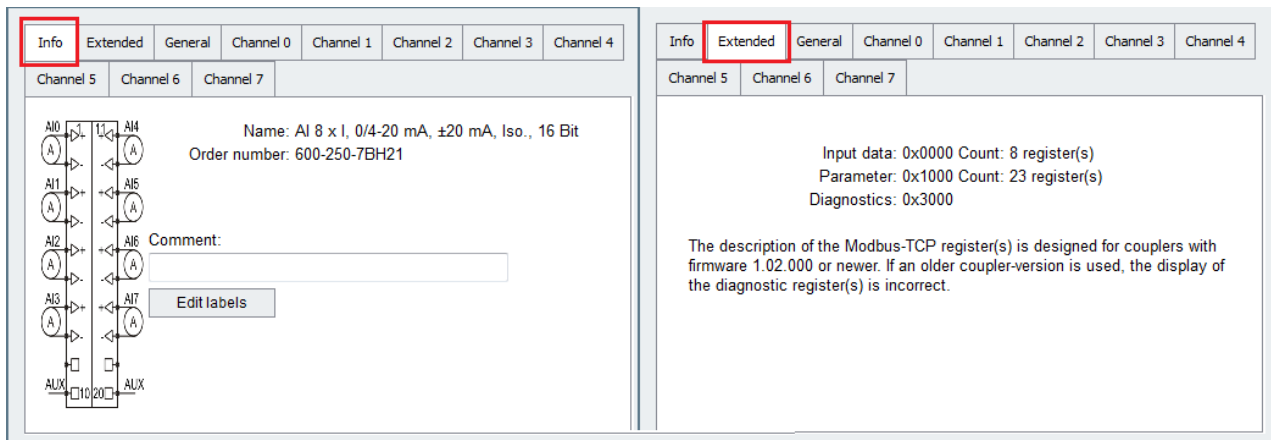 Info Extended General Channel 0 Channel 1 Channel 2 Channel 3 Channel 4
Channel 5 Channel 6 Channel 7
AI0 1 11 AI4
A A
AI1 AI5
A A
AI2 AI6
A A
AI3 AI7
A A
AUX 10 20 AUX
Name: AI 8 x I, 0/4-20 mA, ±20 mA, Iso., 16 Bit
Order number: 600-250-7BH21
Comment:
Edit labels
Info Extended General Channel 0 Channel 1 Channel 2 Channel 3 Channel 4
Channel 5 Channel 6 Channel 7
Input data: 0x0000 Count: 8 register(s)
Parameter: 0x1000 Count: 23 register(s)
Diagnostics: 0x3000
The description of the Modbus-TCP register(s) is designed for couplers with
firmware 1.02.000 or newer. If an older coupler-version is used, the display of
the diagnostic register(s) is incorrect.